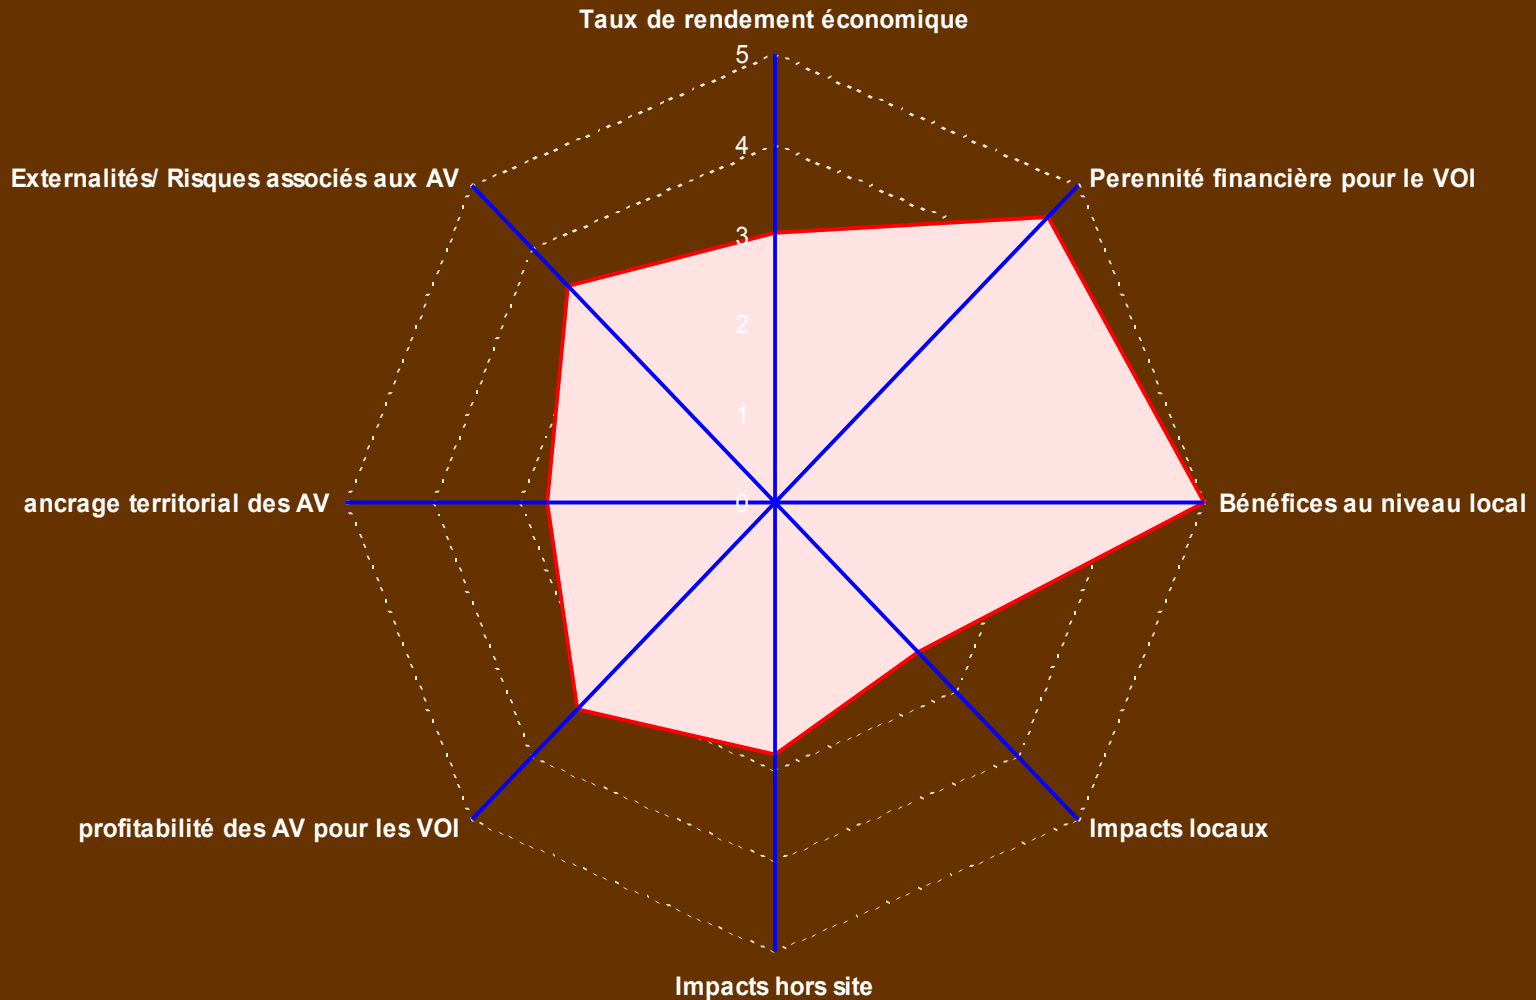 Taux de rendement économique
5
4
Externalités/ Risques associés aux AV
Perennité financière pour le VOI
3
2
1
ancrage territorial des AV
0
Bénéfices au niveau local
profitabilité des AV pour les VOI
Impacts locaux
Impacts hors site